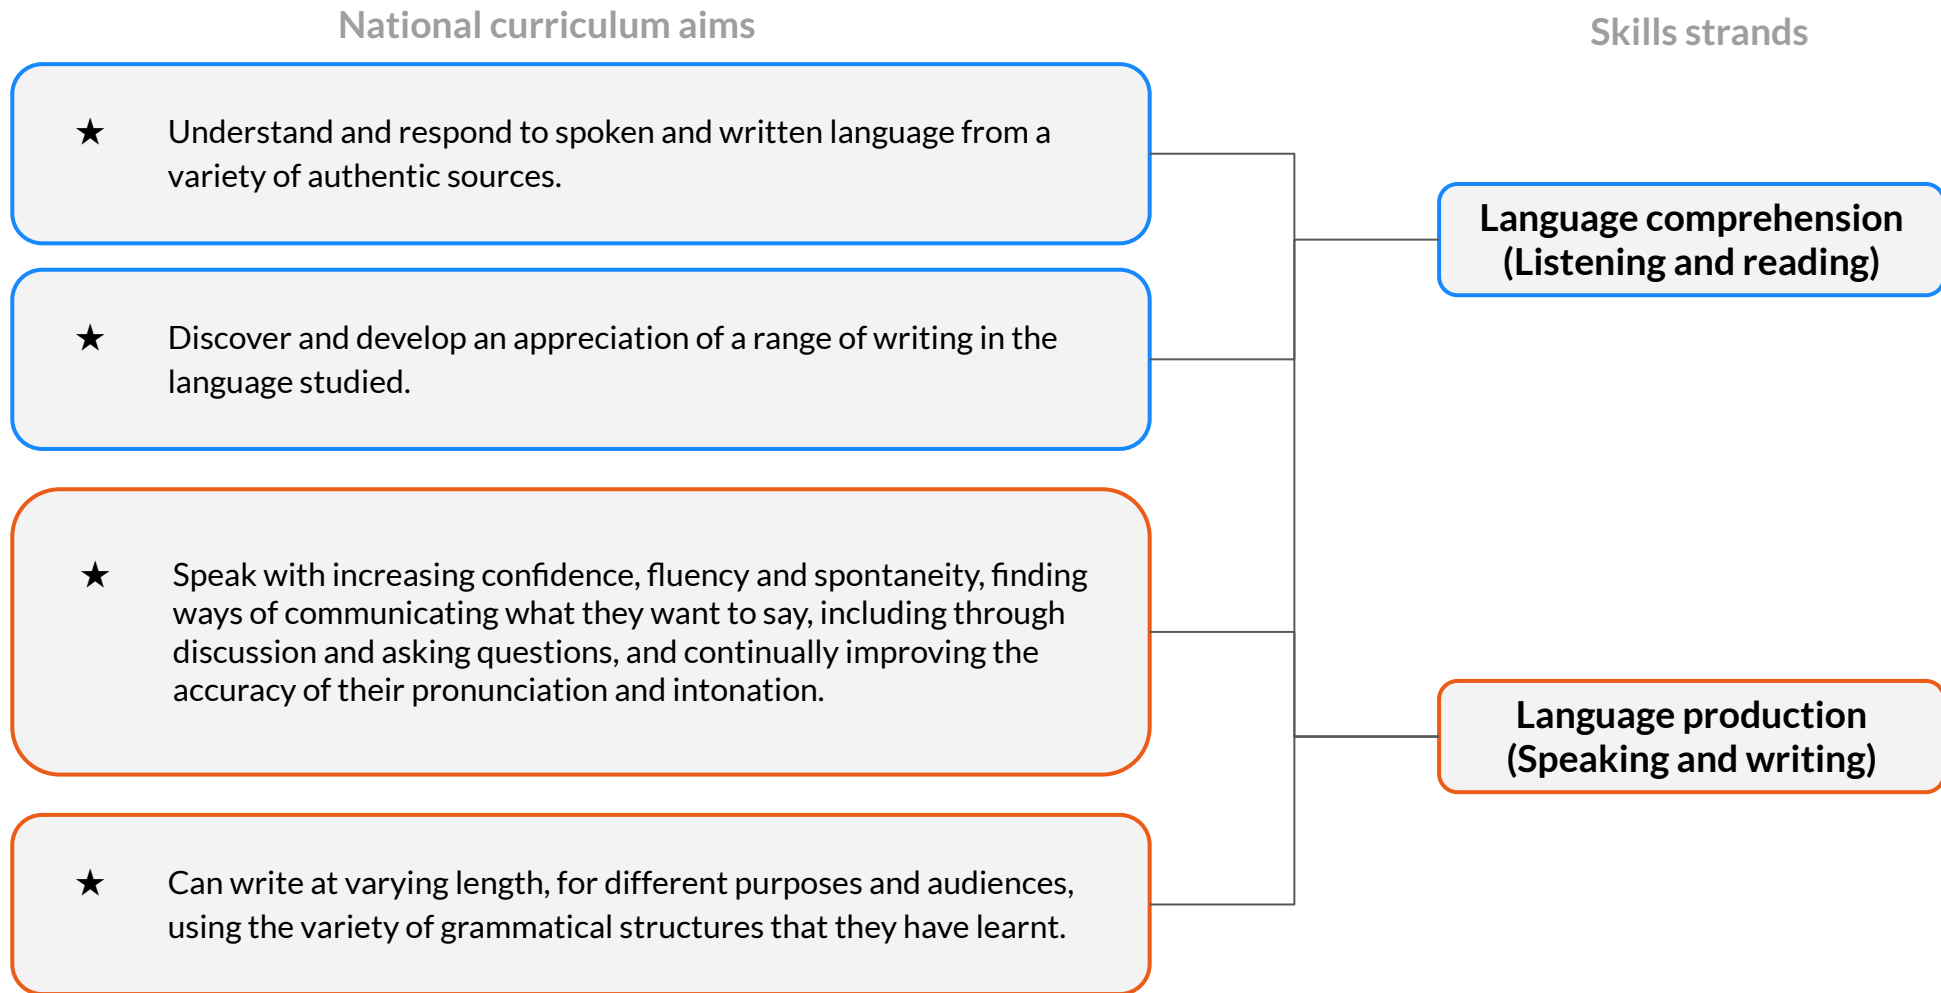 National curriculum aims
Skills strands
★ Understand and respond to spoken and written language from a
variety of authentic sources.
Language comprehension
(Listening and reading)
★ Discover and develop an appreciation of a range of writing in the
language studied.
★ Speak with increasing confidence, fluency and spontaneity, finding
ways of communicating what they want to say, including through
discussion and asking questions, and continually improving the
accuracy of their pronunciation and intonation.
Language production
(Speaking and writing)
★ Can write at varying length, for different purposes and audiences,
using the variety of grammatical structures that they have learnt.